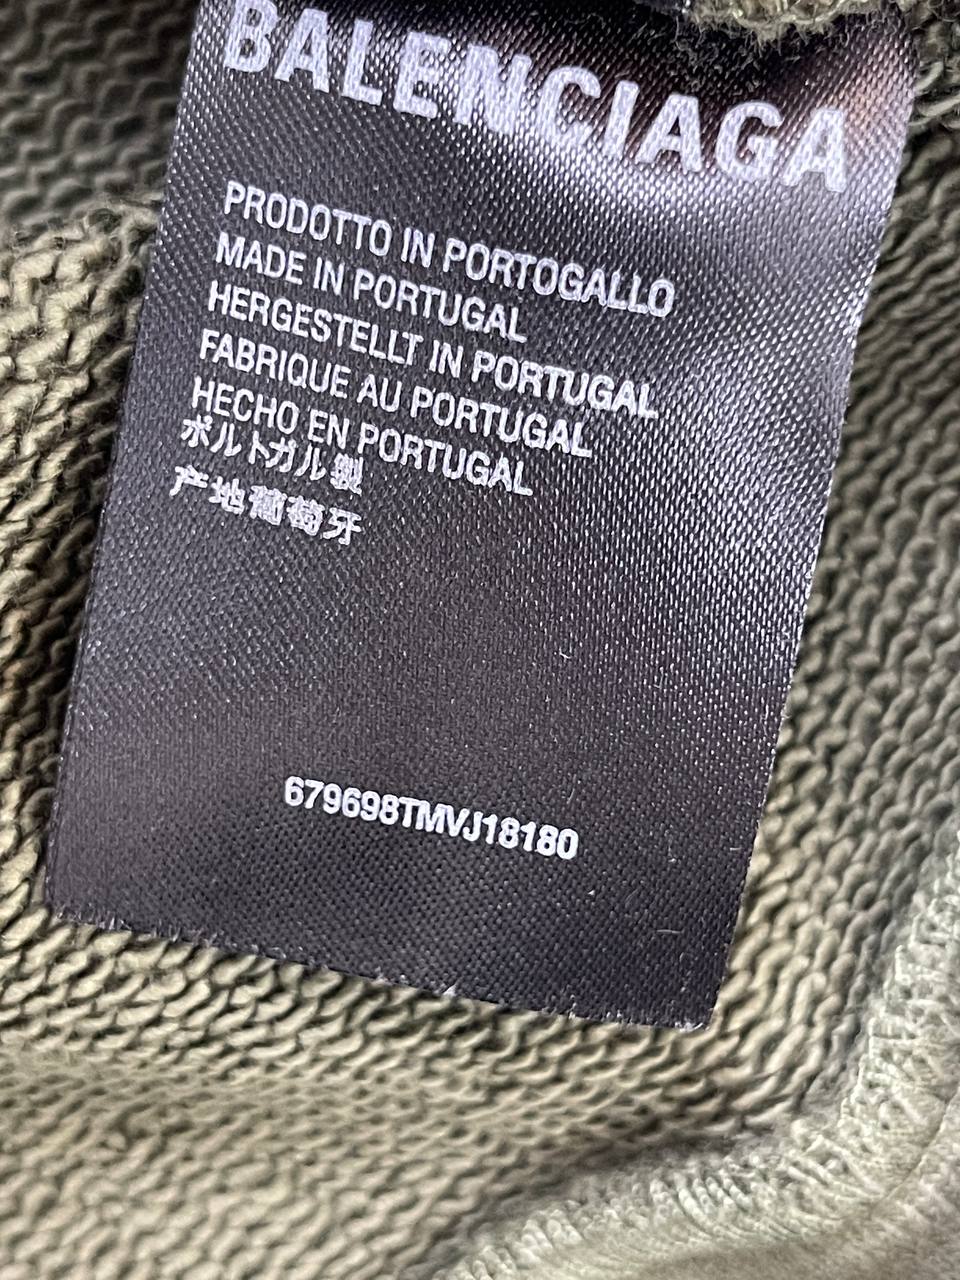 BALENCIAGA
PRODOTTO IN PORTOGALLO
MADE IN PORTUGAL
HERGESTELLT IN PORTUGAL
FABRIQUE AU PORTUGAL
HECHO EN PORTUGAL
ポルトガル製
产地葡萄牙
679698TMVJ18180